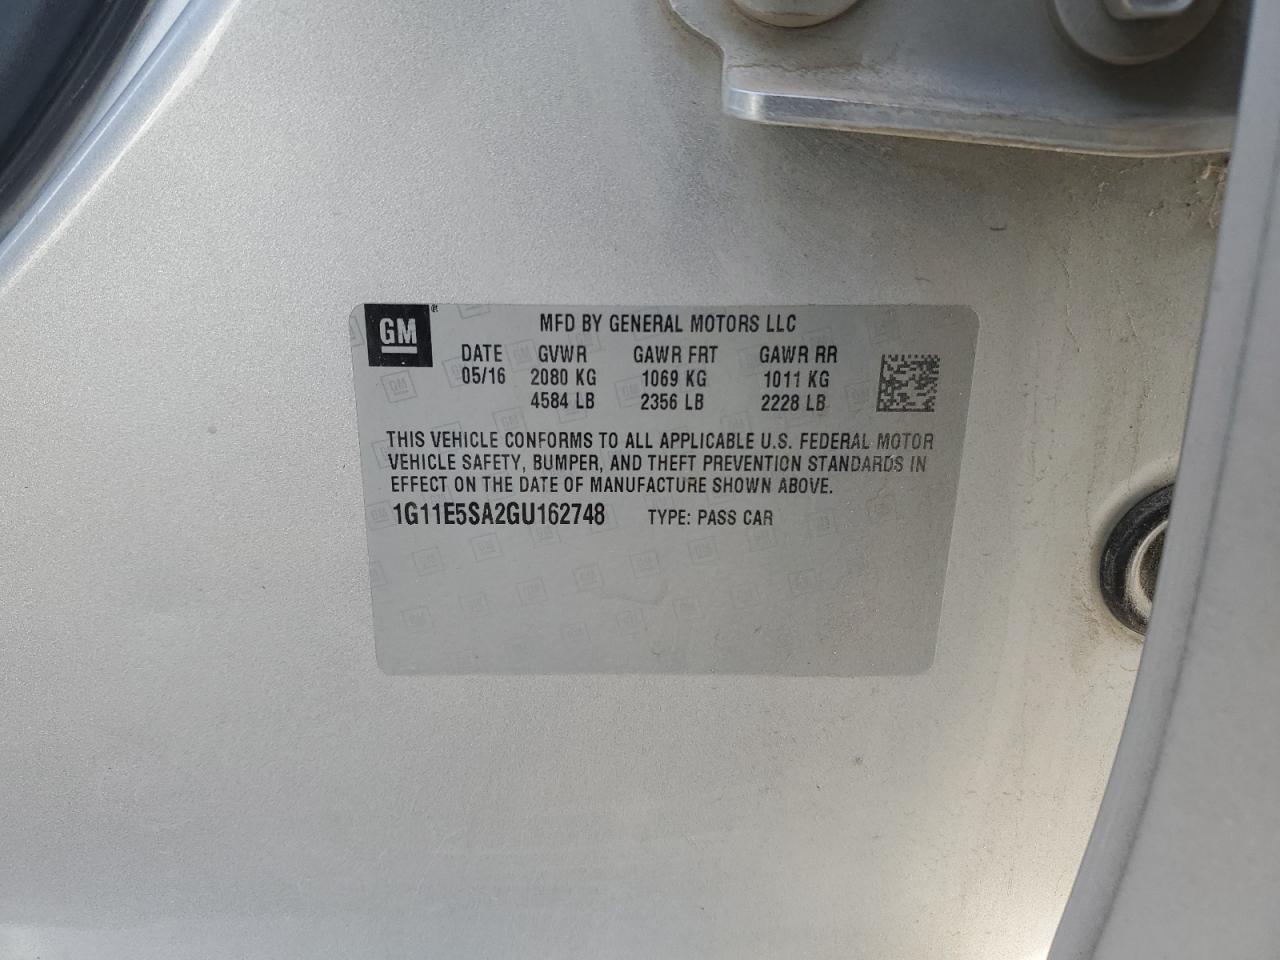 GM®
MFD BY GENERAL MOTORS LLC
DATE GVWR GAWR FRT GAWR RR
05/16 2080 KG 1069 KG 1011 KG
4584 LB 2356 LB 2228 LB
THIS VEHICLE CONFORMS TO ALL APPLICABLE U.S. FEDERAL MOTOR
VEHICLE SAFETY, BUMPER, AND THEFT PREVENTION STANDARDS IN
EFFECT ON THE DATE OF MANUFACTURE SHOWN ABOVE.
1G11E5SA2GU162748 TYPE: PASS CAR